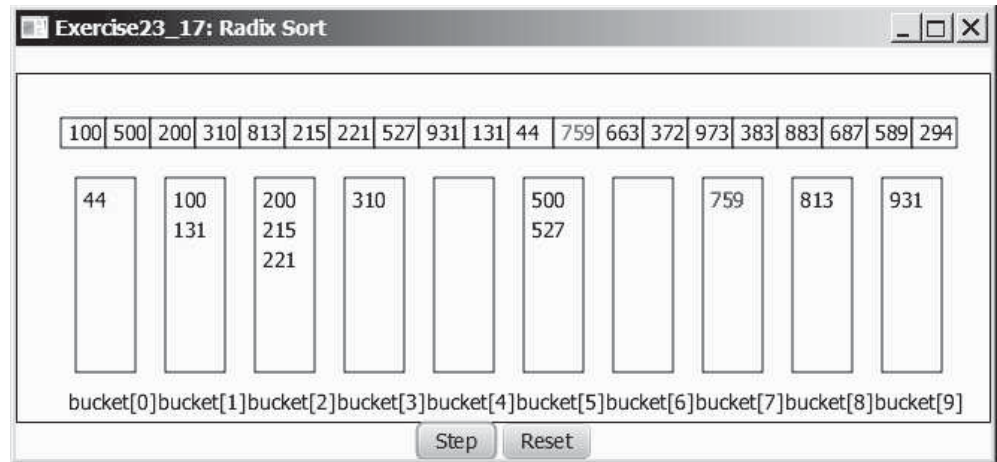 Exercise23_17: Radix Sort
100 500 200 310 813 215 221 527 931 131 44 759 663 372 973 383 883 687 589 294
44 100 200 310 500 759 813 931
131 215 527
221
bucket[0]bucket[1]bucket[2]bucket[3]bucket[4]bucket[5]bucket[6]bucket[7]bucket[8]bucket[9]
Step Reset